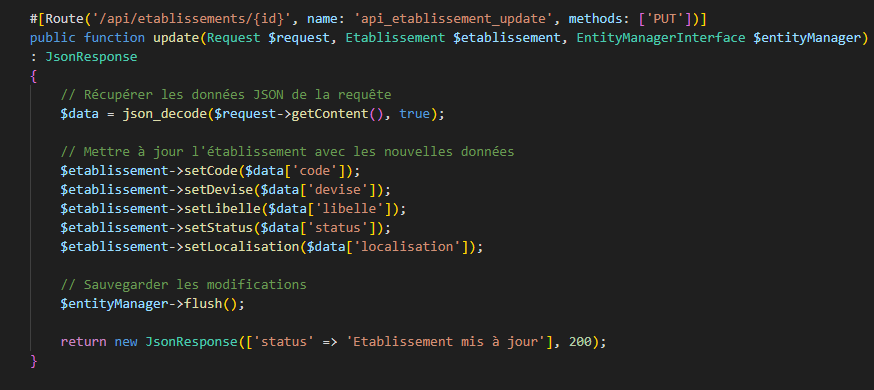 #[Route('/api/etablissements/{id}', name: 'api_etablissement_update', methods: ['PUT'])]
public function update(Request $request, Etablissement $etablissement, EntityManagerInterface $entityManager)
: JsonResponse
{
    // Récupérer les données JSON de la requête
    $data = json_decode($request->getContent(), true);

    // Mettre à jour l'établissement avec les nouvelles données
    $etablissement->setCode($data['code']);
    $etablissement->setDevise($data['devise']);
    $etablissement->setLibelle($data['libelle']);
    $etablissement->setStatus($data['status']);
    $etablissement->setLocalisation($data['localisation']);

    // Sauvegarder les modifications
    $entityManager->flush();

    return new JsonResponse(['status' => 'Etablissement mis à jour'], 200);
}